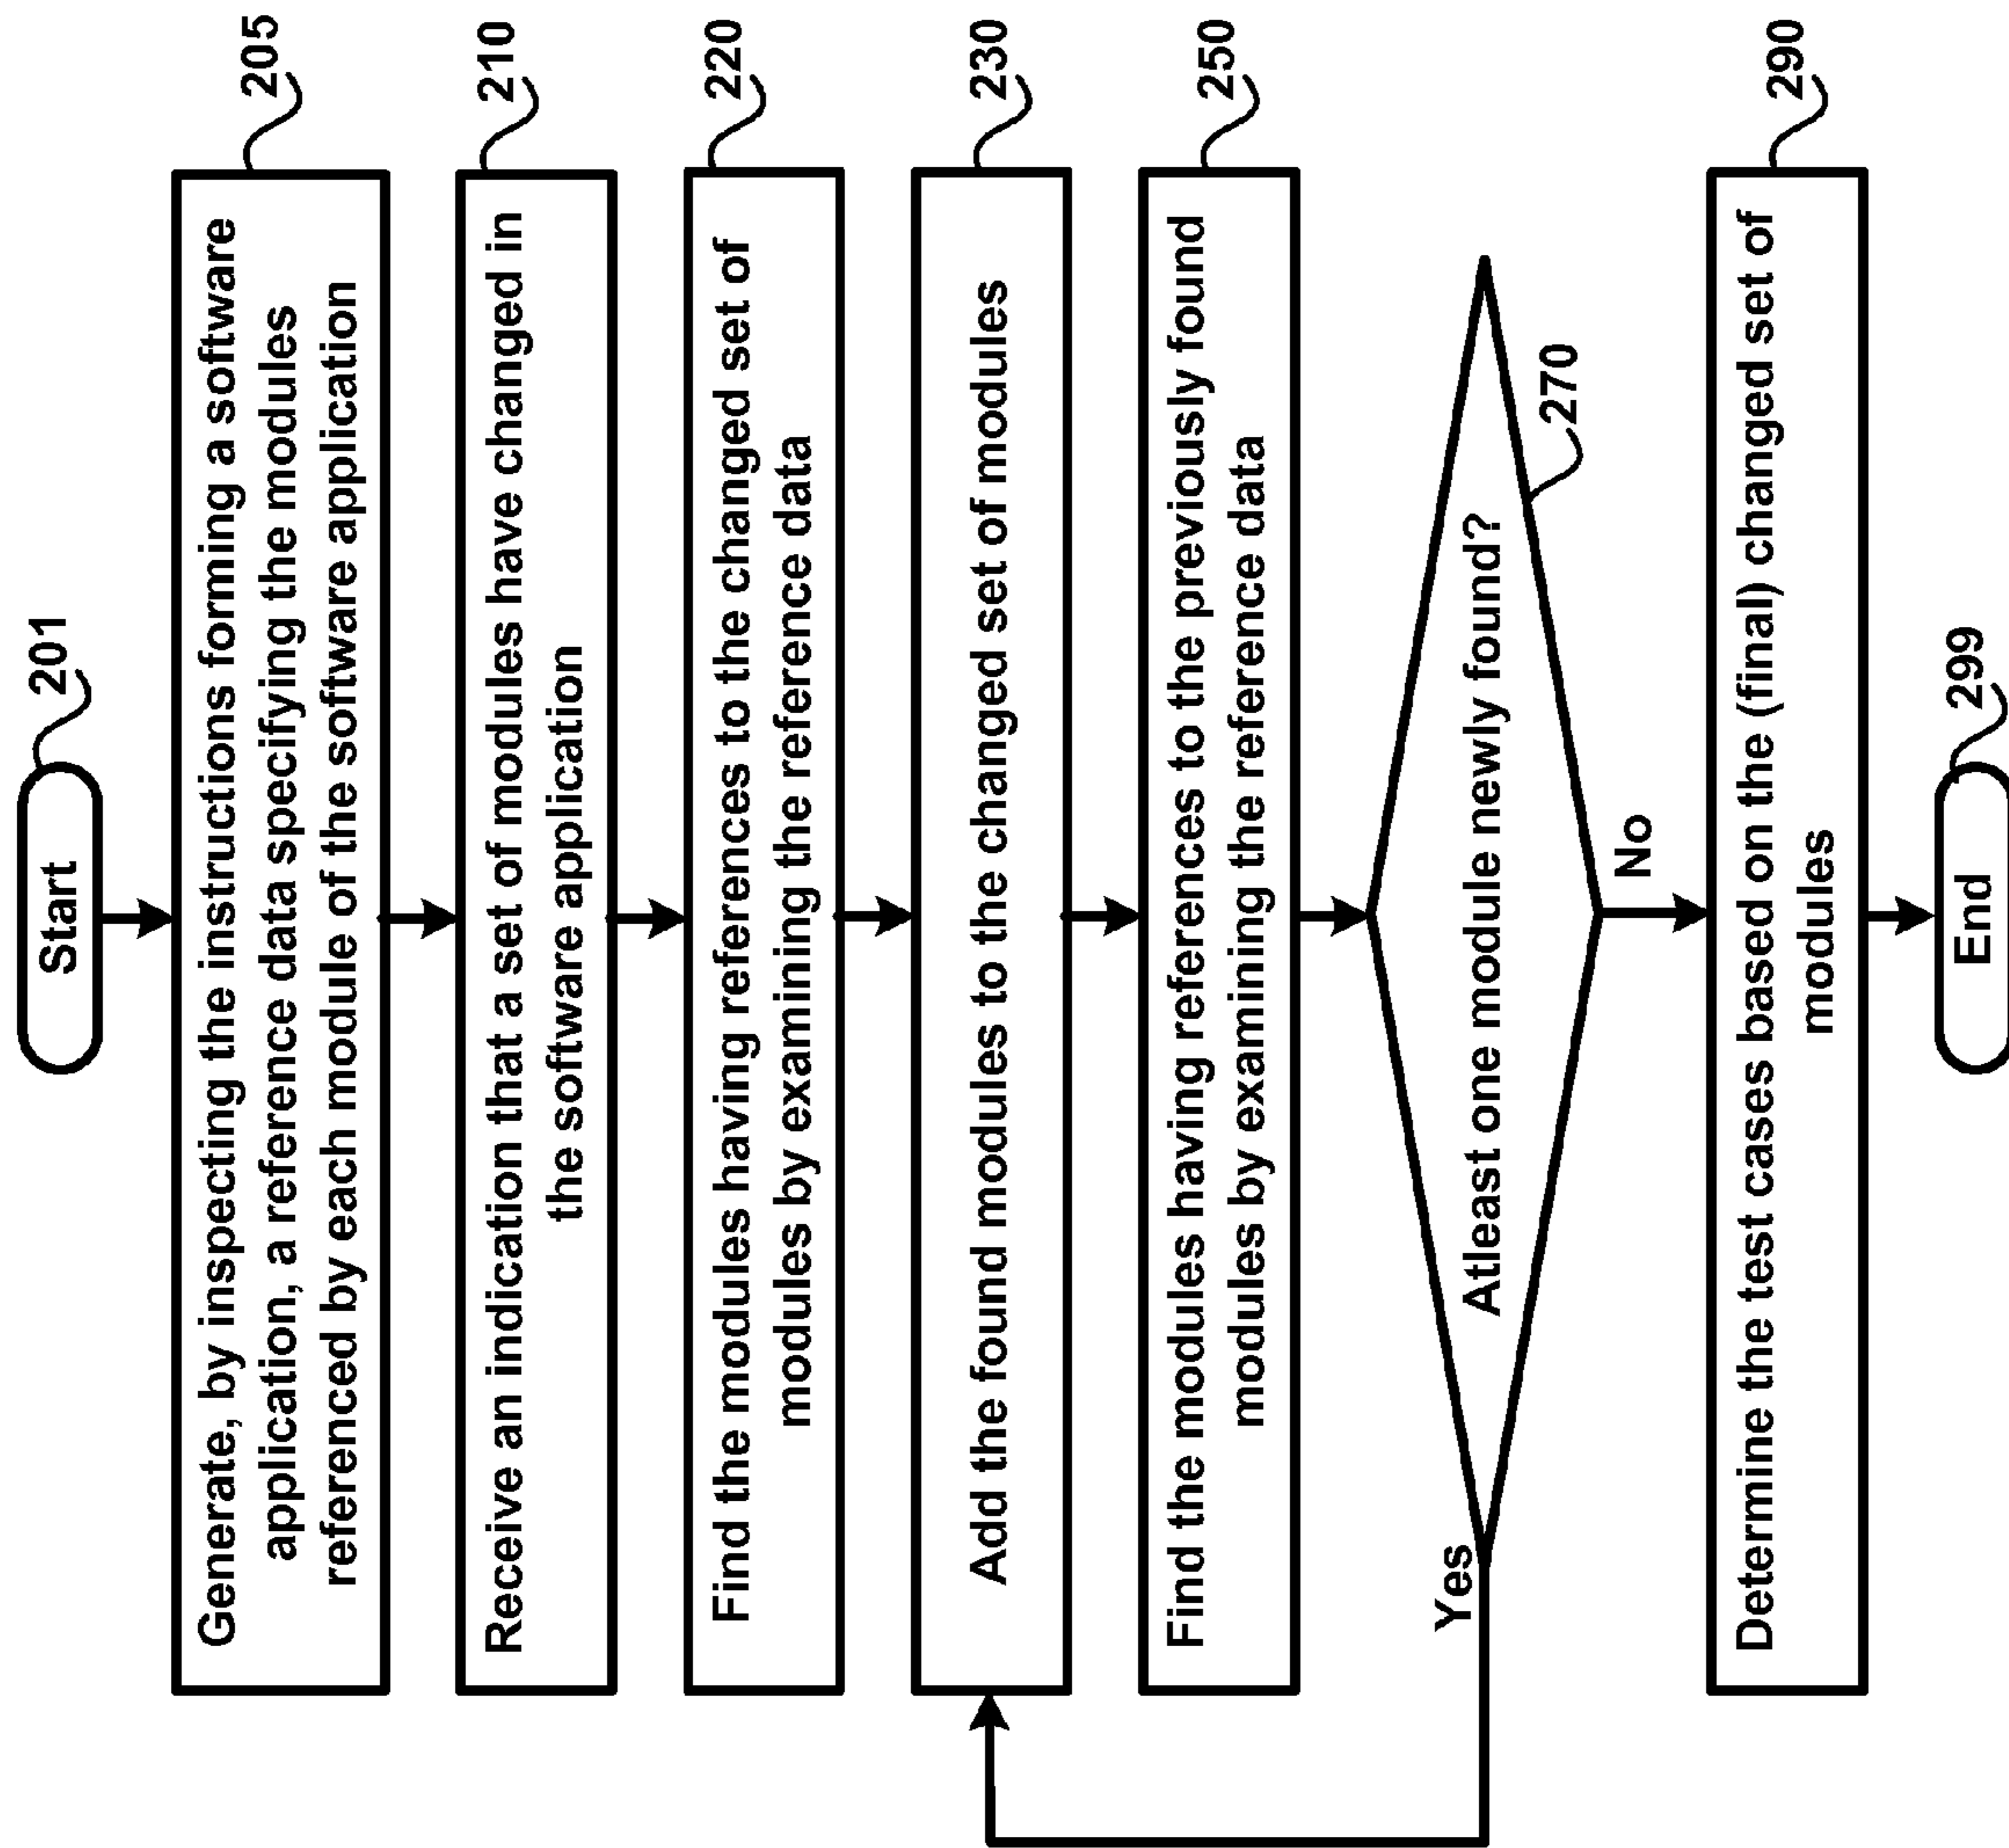 Start
201
Generate, by inspecting the instructions forming a software
application, a reference data specifying the modules
referenced by each module of the software application
205
Receive an indication that a set of modules have changed in
the software application
210
Find the modules having references to the changed set of
modules by examining the reference data
220
Add the found modules to the changed set of modules
230
Find the modules having references to the previously found
modules by examining the reference data
250
Yes
Atleast one module newly found?
270
No
Determine the test cases based on the (final) changed set of
modules
290
End
299